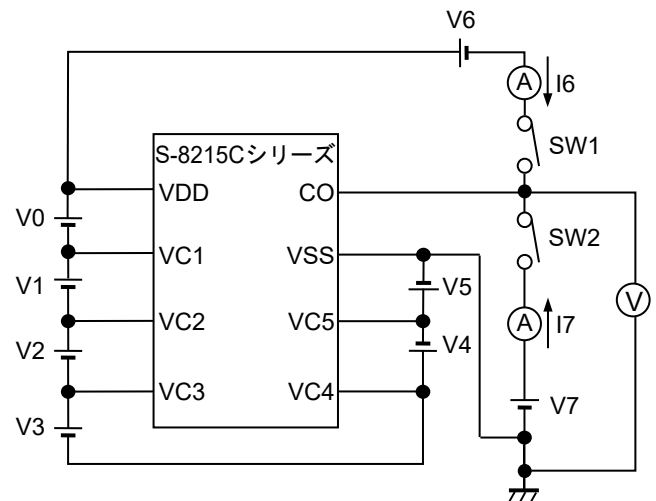 V6
A
I6
SW1
S-8215Cシリーズ
VDD
CO
V0
SW2
VC1
VSS
V1
V5
VC2
VC5
A
I7
V
V2
V4
VC3
VC4
V7
V3